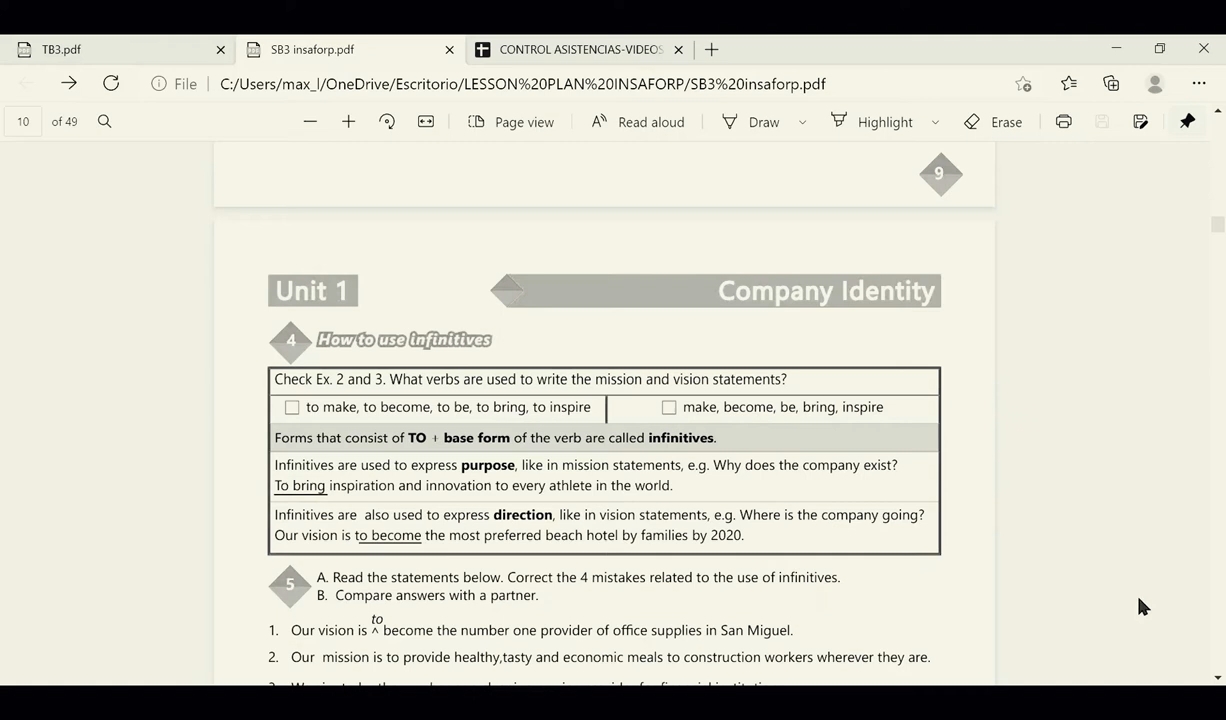 TB3.pdf
SB3 insaforp.pdf
CONTROL ASISTENCIAS-VIDEOS
File C:/Users/max_l/OneDrive/Escritorio/LESSON%20PLAN%20INSAFORP/SB3%20insaforp.pdf
10 of 49 Page view Read aloud Draw Highlight Erase
9
Unit 1 Company Identity
4 How to use infinitives
Check Ex. 2 and 3. What verbs are used to write the mission and vision statements?
to make, to become, to be, to bring, to inspire make, become, be, bring, inspire
Forms that consist of TO + base form of the verb are called infinitives.
Infinitives are used to express purpose, like in mission statements, e.g. Why does the company exist?
To bring inspiration and innovation to every athlete in the world.
Infinitives are also used to express direction, like in vision statements, e.g. Where is the company going?
Our vision is to become the most preferred beach hotel by families by 2020.
5 A. Read the statements below. Correct the 4 mistakes related to the use of infinitives.
B. Compare answers with a partner.
to
1. Our vision is ^ become the number one provider of office supplies in San Miguel.
2. Our mission is to provide healthy,tasty and economic meals to construction workers wherever they are.